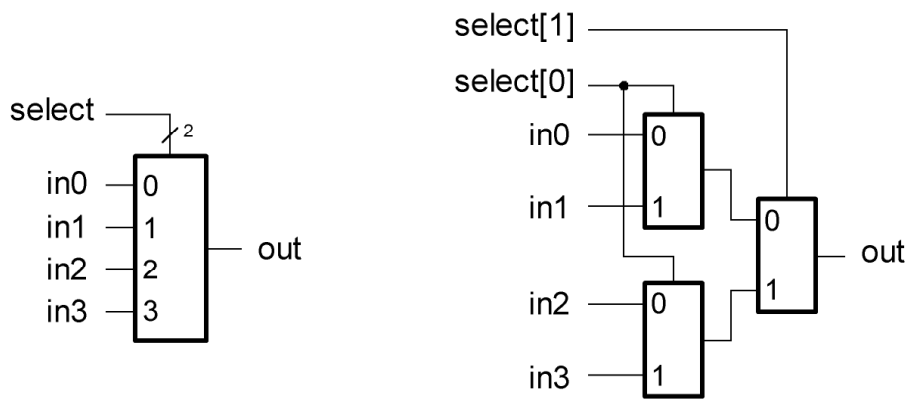 select
2
in0 0
in1 1
in2 2
in3 3
out
select[1]
select[0]
in0 0
in1 1
in2 0
in3 1
0
1
out